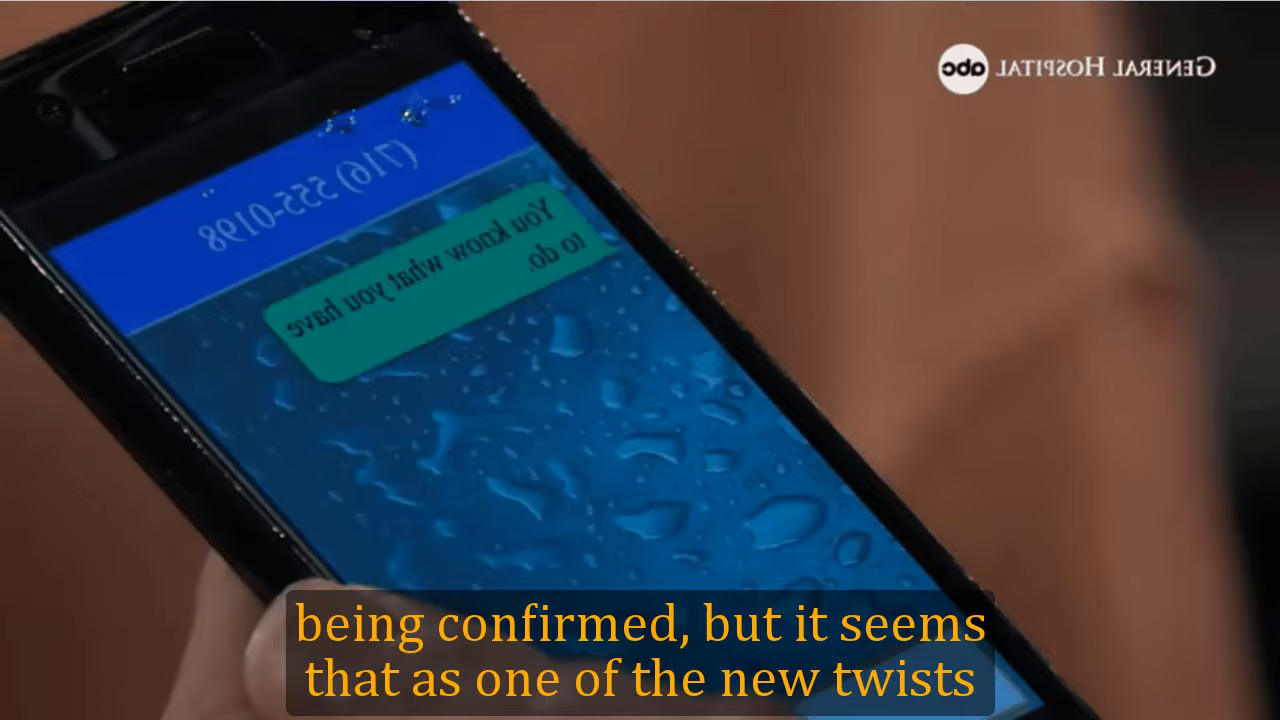 GENERAL HOSPITAL abc
(716) 555-0198
You know what you have
to do.
being confirmed, but it seems
that as one of the new twists